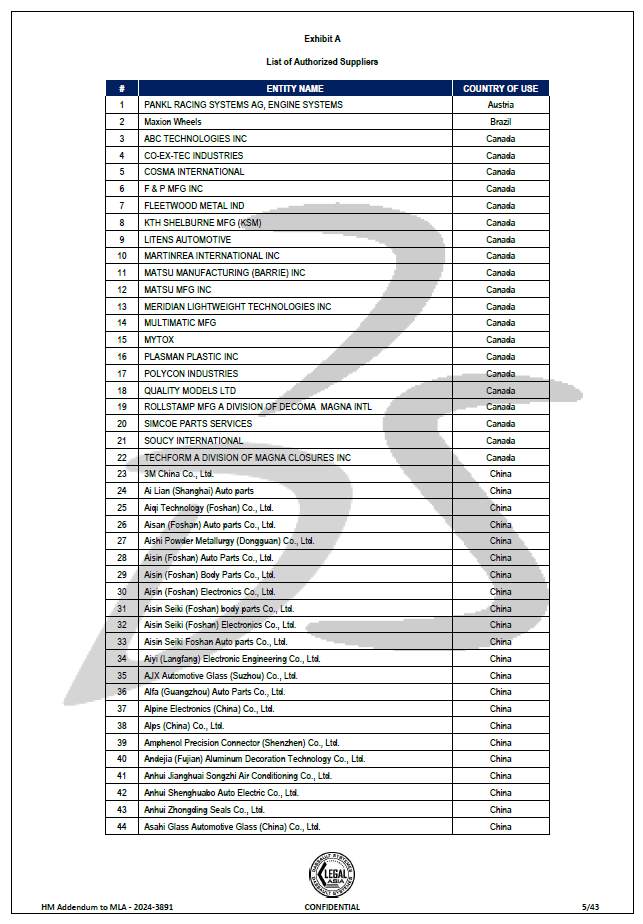 Exhibit A
List of Authorized Suppliers
# ENTITY NAME COUNTRY OF USE
1 PANKL RACING SYSTEMS AG, ENGINE SYSTEMS Austria
2 Maxion Wheels Brazil
3 ABC TECHNOLOGIES INC Canada
4 CO-EX-TEC INDUSTRIES Canada
5 COSMA INTERNATIONAL Canada
6 F & P MFG INC Canada
7 FLEETWOOD METAL IND Canada
8 KTH SHELBURNE MFG (KSM) Canada
9 LITENS AUTOMOTIVE Canada
10 MARTINREA INTERNATIONAL INC Canada
11 MATSU MANUFACTURING (BARRIE) INC Canada
12 MATSU MFG INC Canada
13 MERIDIAN LIGHTWEIGHT TECHNOLOGIES INC Canada
14 MULTIMATIC MFG Canada
15 MYTOX Canada
16 PLASMAN PLASTIC INC Canada
17 POLYCON INDUSTRIES Canada
18 QUALITY MODELS LTD Canada
19 ROLLSTAMP MFG A DIVISION OF DECOMA MAGNA INTL Canada
20 SIMCOE PARTS SERVICES Canada
21 SOUCY INTERNATIONAL Canada
22 TECHFORM A DIVISION OF MAGNA CLOSURES INC Canada
23 3M China Co., Ltd. China
24 Ai Lian (Shanghai) Auto parts China
25 Aiqi Technology (Foshan) Co., Ltd. China
26 Aisan (Foshan) Auto parts Co., Ltd. China
27 Aishi Powder Metallurgy (Dongguan) Co., Ltd. China
28 Aisin (Foshan) Auto Parts Co., Ltd. China
29 Aisin (Foshan) Body Parts Co., Ltd. China
30 Aisin (Foshan) Electronics Co., Ltd. China
31 Aisin Seiki (Foshan) body parts Co., Ltd. China
32 Aisin Seiki (Foshan) Electronics Co., Ltd. China
33 Aisin Seiki Foshan Auto parts Co., Ltd. China
34 Aiyi (Langfang) Electronic Engineering Co., Ltd. China
35 AJX Automotive Glass (Suzhou) Co., Ltd. China
36 Alfa (Guangzhou) Auto Parts Co., Ltd. China
37 Alpine Electronics (China) Co., Ltd. China
38 Alps (China) Co., Ltd. China
39 Amphenol Precision Connector (Shenzhen) Co., Ltd. China
40 Andejia (Fujian) Aluminum Decoration Technology Co., Ltd. China
41 Anhui Jianghuai Songzhi Air Conditioning Co., Ltd. China
42 Anhui Shenghuabo Auto Electric Co., Ltd. China
43 Anhui Zhongding Seals Co., Ltd. China
44 Asahi Glass Automotive Glass (China) Co., Ltd. China
DASSAULT SYSTEMES
LEGAL
ASIA
DASSAULT SYSTEMES
HM Addendum to MLA - 2024-3891 CONFIDENTIAL 5/43